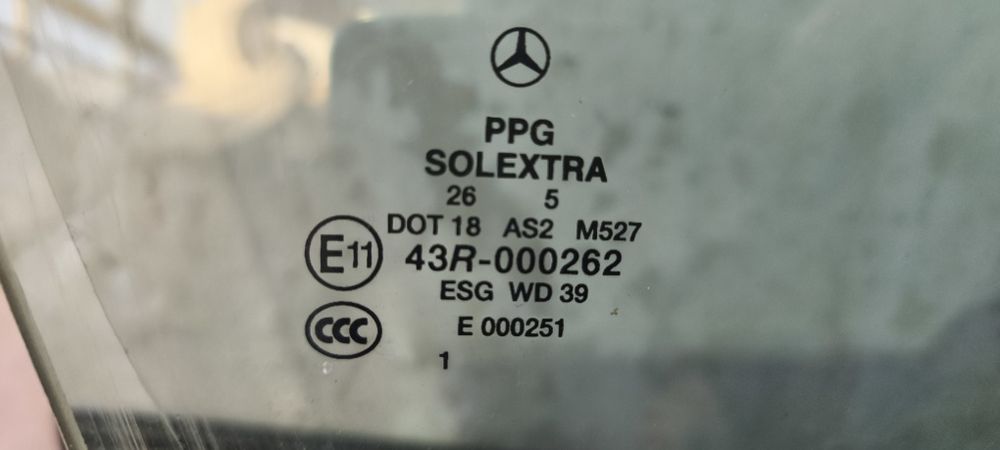 PPG
SOLEXTRA
26 5
DOT 18 AS2 M527
E11 43R-000262
ESG WD 39
CCC E 000251
1